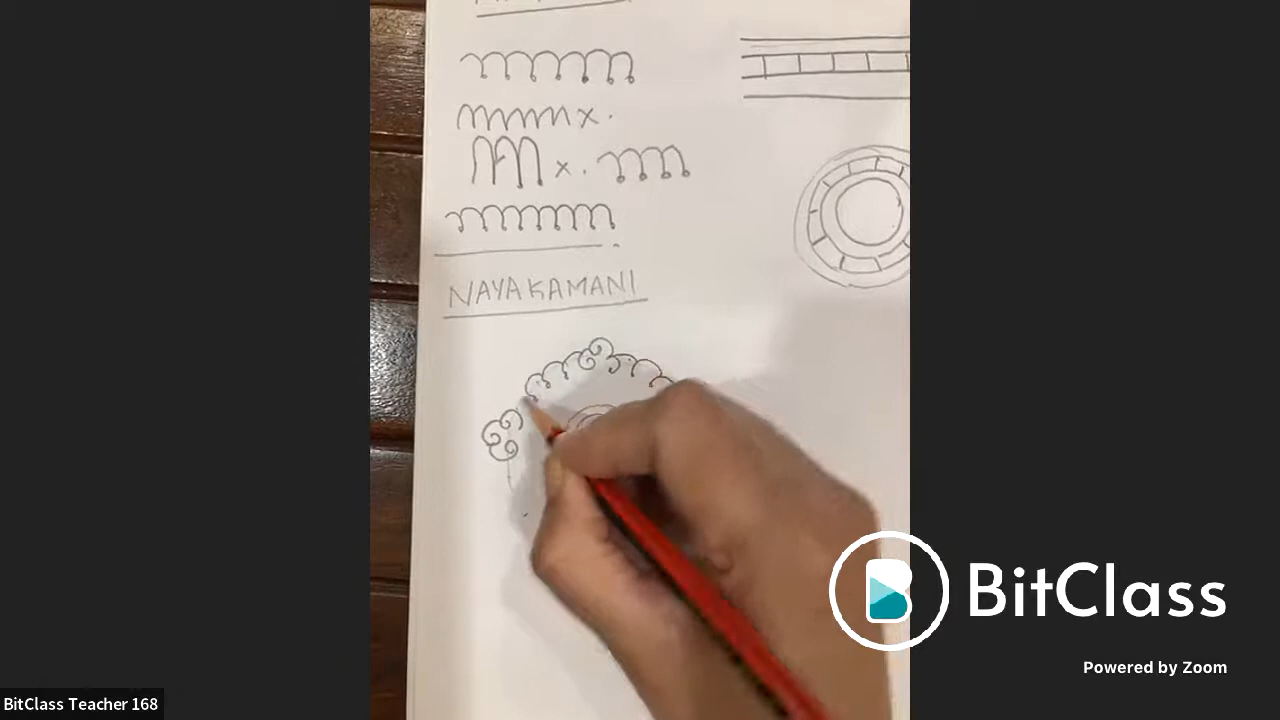 x.
x.
NAYAKAMANI
BitClass
Powered by Zoom
BitClass Teacher 168